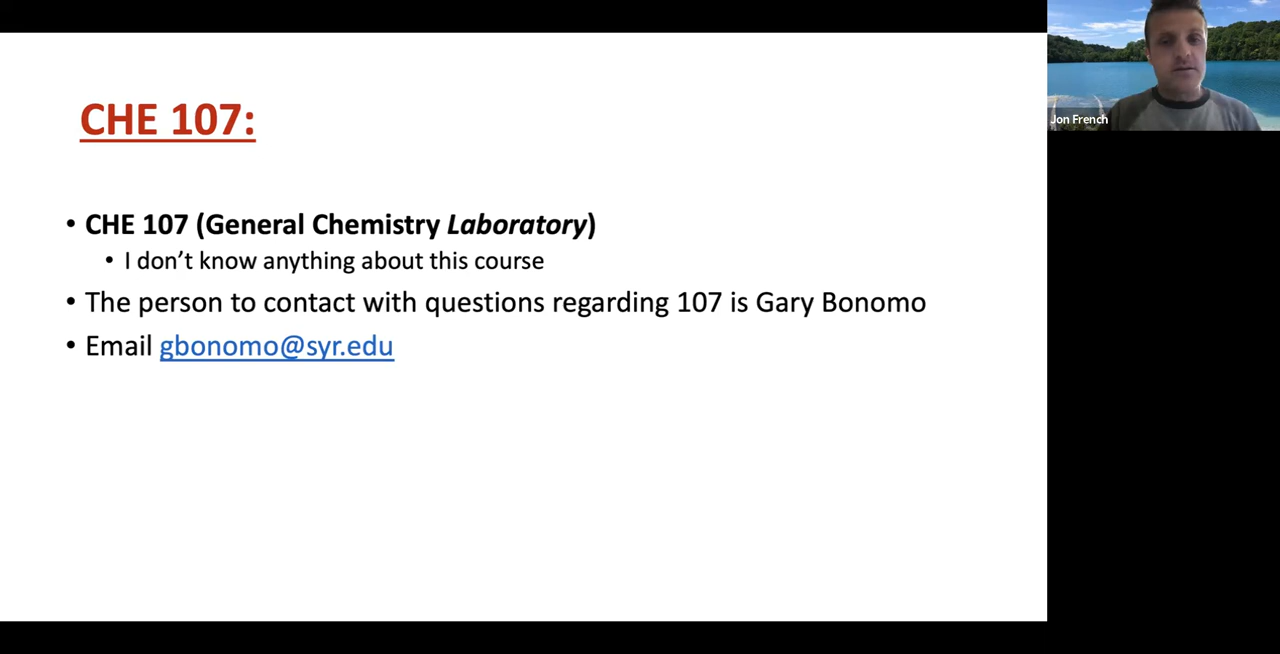 CHE 107:
• CHE 107 (General Chemistry Laboratory)
• I don’t know anything about this course
• The person to contact with questions regarding 107 is Gary Bonomo
• Email gbonomo@syr.edu
Jon French